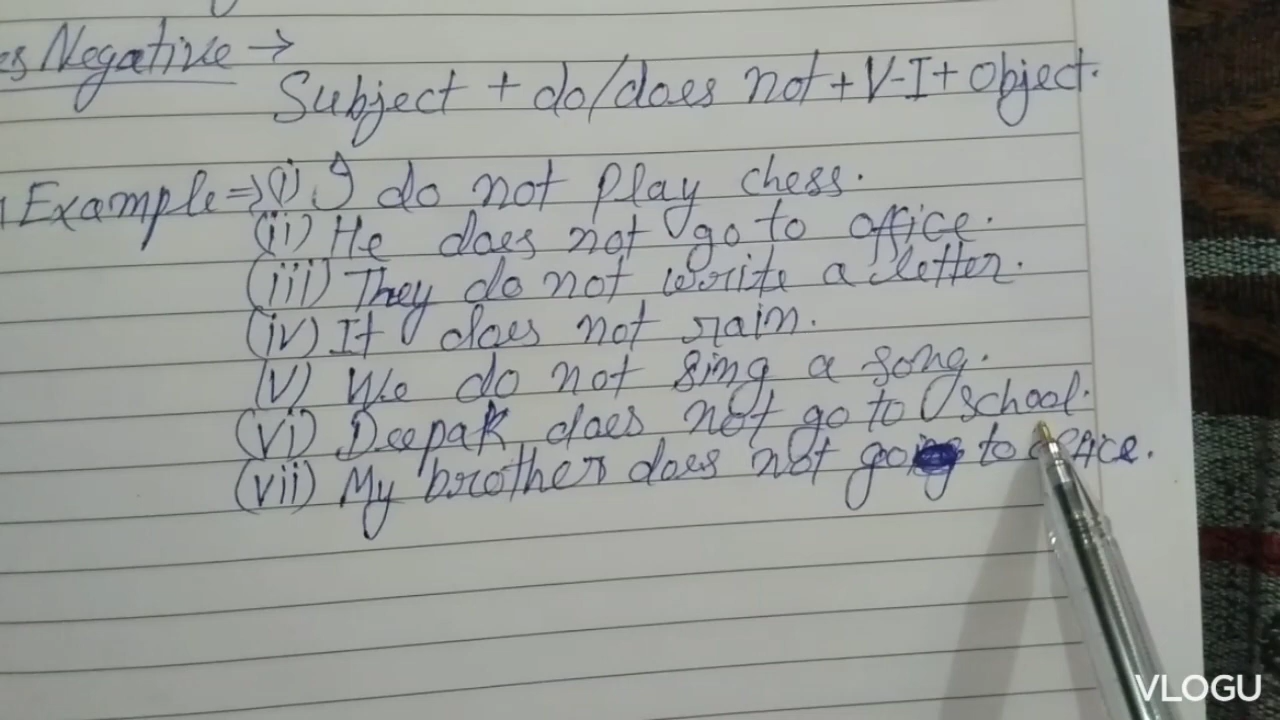 es Negative →
Subject + do/does not + V-I + Object.
Example ⇒ (i) I do not Play chess.
(ii) He does not go to office.
(iii) They do not write a letter.
(iv) It does not rain.
(v) We do not sing a song.
(vi) Deepak does not go to school.
(vii) My brother does not go to office.
VLOGU